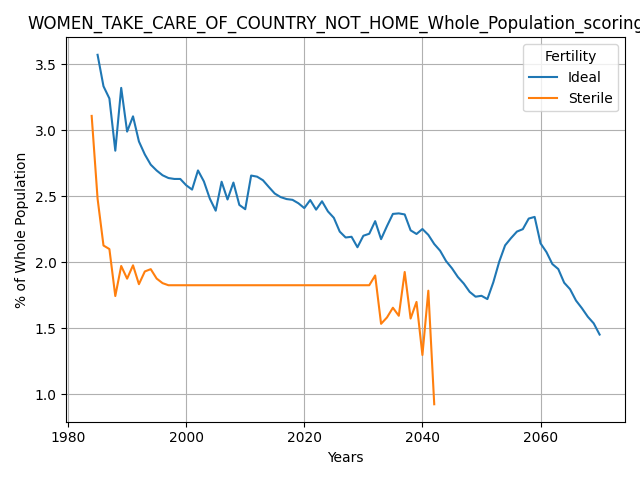 WOMEN_TAKE_CARE_OF_COUNTRY_NOT_HOME_Whole_Population_scoring
Fertility
Ideal
Sterile
% of Whole Population
3.5
3.0
2.5
2.0
1.5
1.0
1980
2000
2020
2040
2060
Years